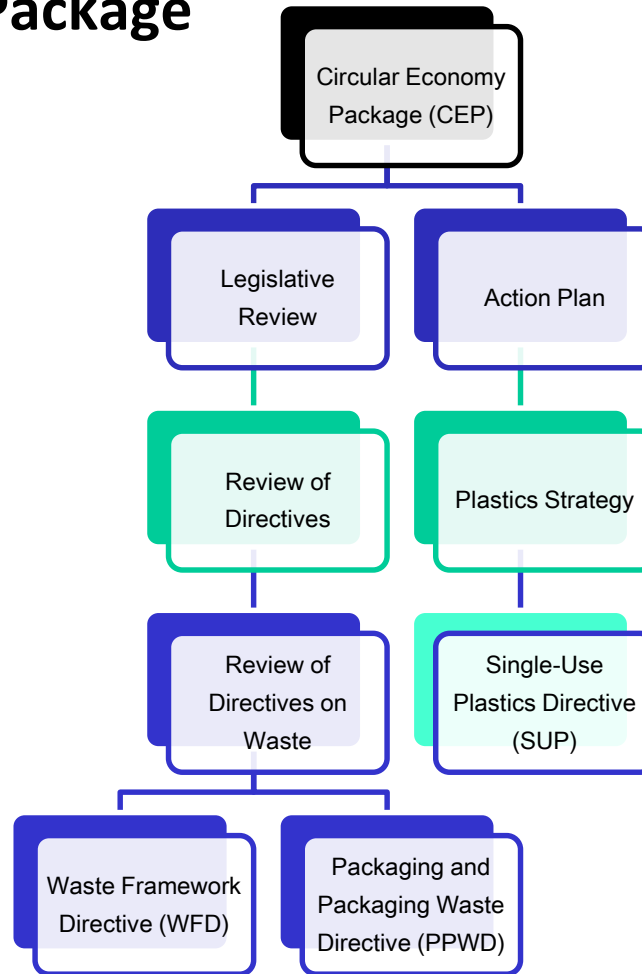 Package
Circular Economy
Package (CEP)
Legislative
Review
Action Plan
Review of
Directives
Plastics Strategy
Review of
Directives on
Waste
Single-Use
Plastics Directive
(SUP)
Waste Framework
Directive (WFD)
Packaging and
Packaging Waste
Directive (PPWD)